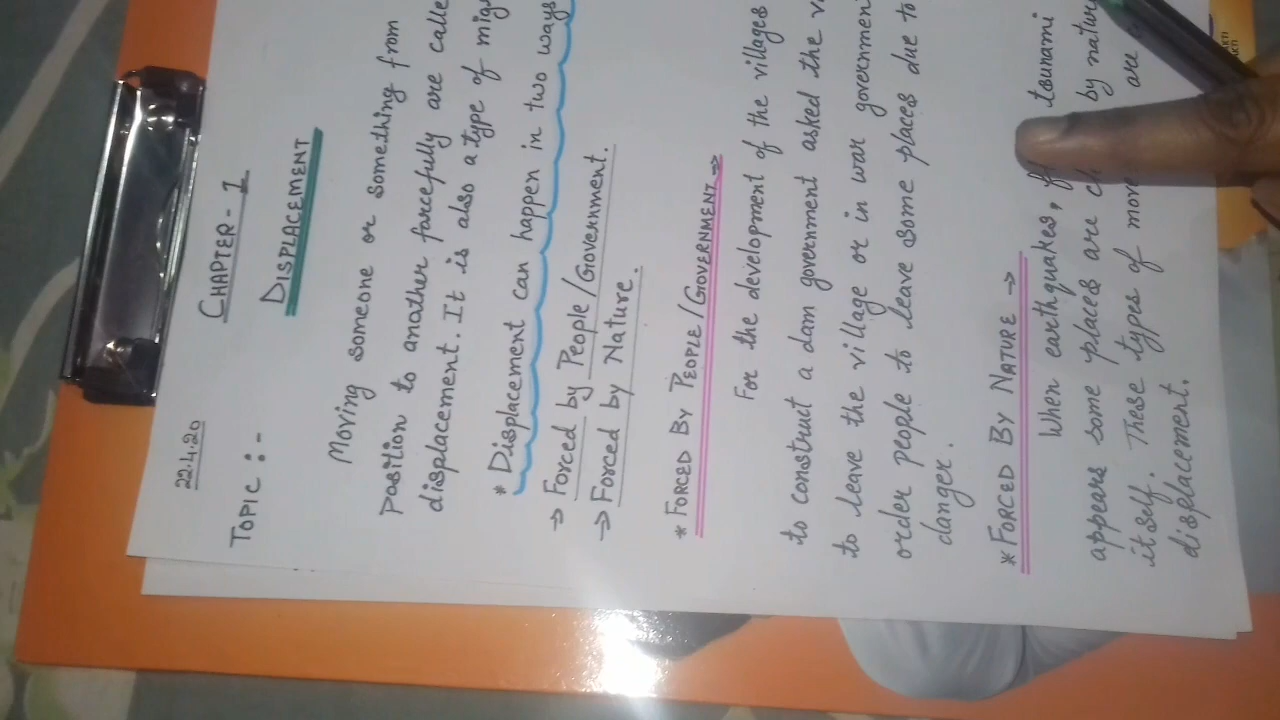 22.4.20
CHAPTER - 1
TOPIC :- DISPLACEMENT
Moving someone or something from
position to another forcefully are
displacement. It is also a type of
* Displacement can happen in two ways
→ Forced by People/Government.
→ Forced by Nature.
* FORCED BY PEOPLE/GOVERNMENT →
For the development of the villages
to construct a dam government asked the
to leave the village or in war
order people to leave some places due to
danger.
* FORCED BY NATURE →
When earthquakes, tsunami
appears some places are by
itself. These types of more are
displacement.